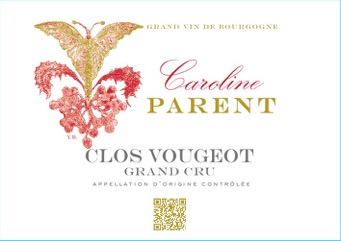 GRAND VIN DE BOURGOGNE
Caroline
PARENT
Y.B.
CLOS VOUGEOT
GRAND CRU
APPELLATION D'ORIGINE CONTRÔLÉE